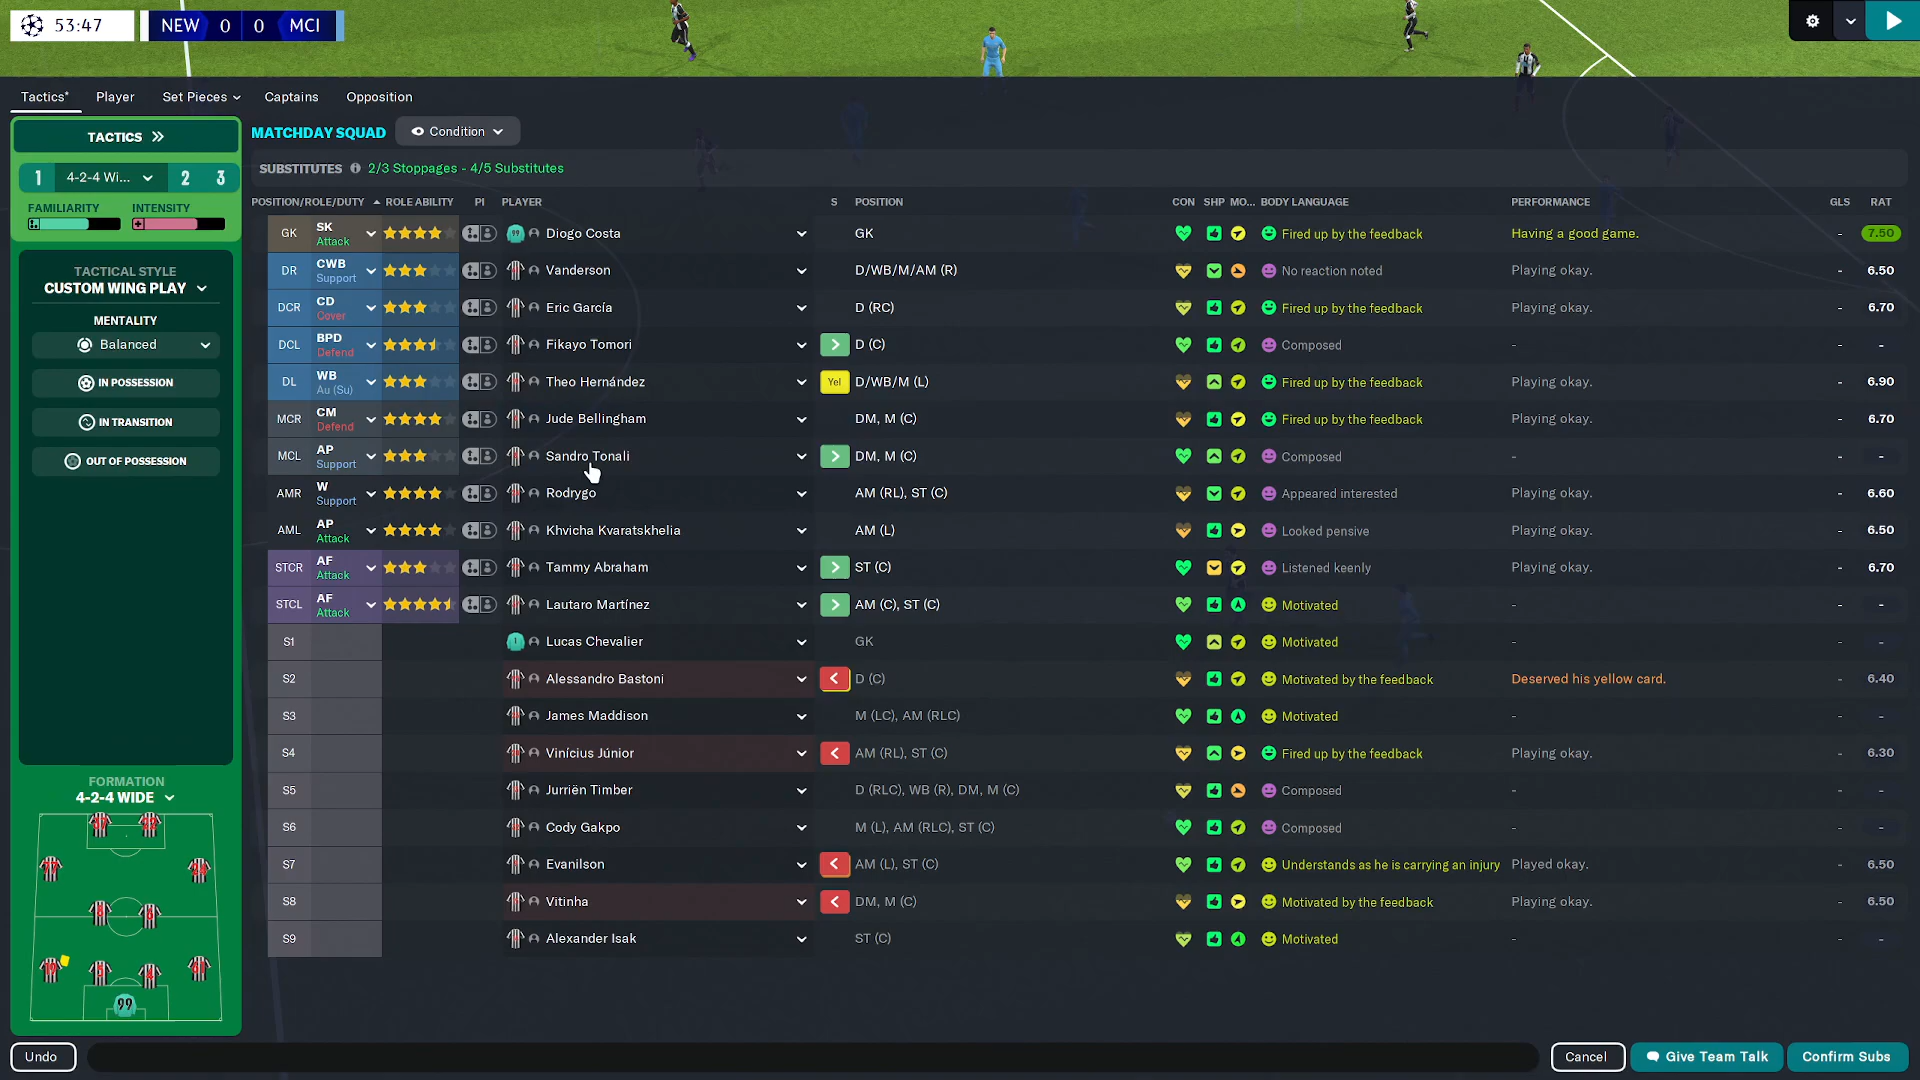 53:47 NEW 0 0 MCI
Tactics* Player Set Pieces Captains Opposition
TACTICS
MATCHDAY SQUAD Condition
SUBSTITUTES 2/3 Stoppages - 4/5 Substitutes
1 4-2-4 Wi... 2 3
FAMILIARITY INTENSITY
POSITION/ROLE/DUTY ROLE ABILITY PI PLAYER S POSITION CON SHP MO... BODY LANGUAGE PERFORMANCE GLS RAT
GK SK Attack Diogo Costa GK Fired up by the feedback Having a good game. - 7.50
DR CWB Support Vanderson D/WB/M/AM (R) No reaction noted Playing okay. - 6.50
DCR CD Cover Eric García D (RC) Fired up by the feedback Playing okay. - 6.70
DCL BPD Defend Fikayo Tomori D (C) Composed - - -
DL WB Au (Su) Theo Hernández Yel D/WB/M (L) Fired up by the feedback Playing okay. - 6.90
MCR CM Defend Jude Bellingham DM, M (C) Fired up by the feedback Playing okay. - 6.70
MCL AP Support Sandro Tonali DM, M (C) Composed - - -
AMR W Support Rodrygo AM (RL), ST (C) Appeared interested Playing okay. - 6.60
AML AP Attack Khvicha Kvaratskhelia AM (L) Looked pensive Playing okay. - 6.50
STCR AF Attack Tammy Abraham ST (C) Listened keenly Playing okay. - 6.70
STCL AF Attack Lautaro Martínez AM (C), ST (C) Motivated - - -
S1 Lucas Chevalier GK Motivated - - -
S2 Alessandro Bastoni D (C) Motivated by the feedback Deserved his yellow card. - 6.40
S3 James Maddison M (LC), AM (RLC) Motivated - - -
S4 Vinícius Júnior AM (RL), ST (C) Fired up by the feedback Playing okay. - 6.30
S5 Jurriën Timber D (RLC), WB (R), DM, M (C) Composed - - -
S6 Cody Gakpo M (L), AM (RLC), ST (C) Composed - - -
S7 Evanilson AM (L), ST (C) Understands as he is carrying an injury Played okay. - 6.50
S8 Vitinha DM, M (C) Motivated by the feedback Playing okay. - 6.50
S9 Alexander Isak ST (C) Motivated - - -
TACTICAL STYLE
CUSTOM WING PLAY
MENTALITY
Balanced
IN POSSESSION
IN TRANSITION
OUT OF POSSESSION
FORMATION
4-2-4 WIDE
99
Undo Cancel Give Team Talk Confirm Subs